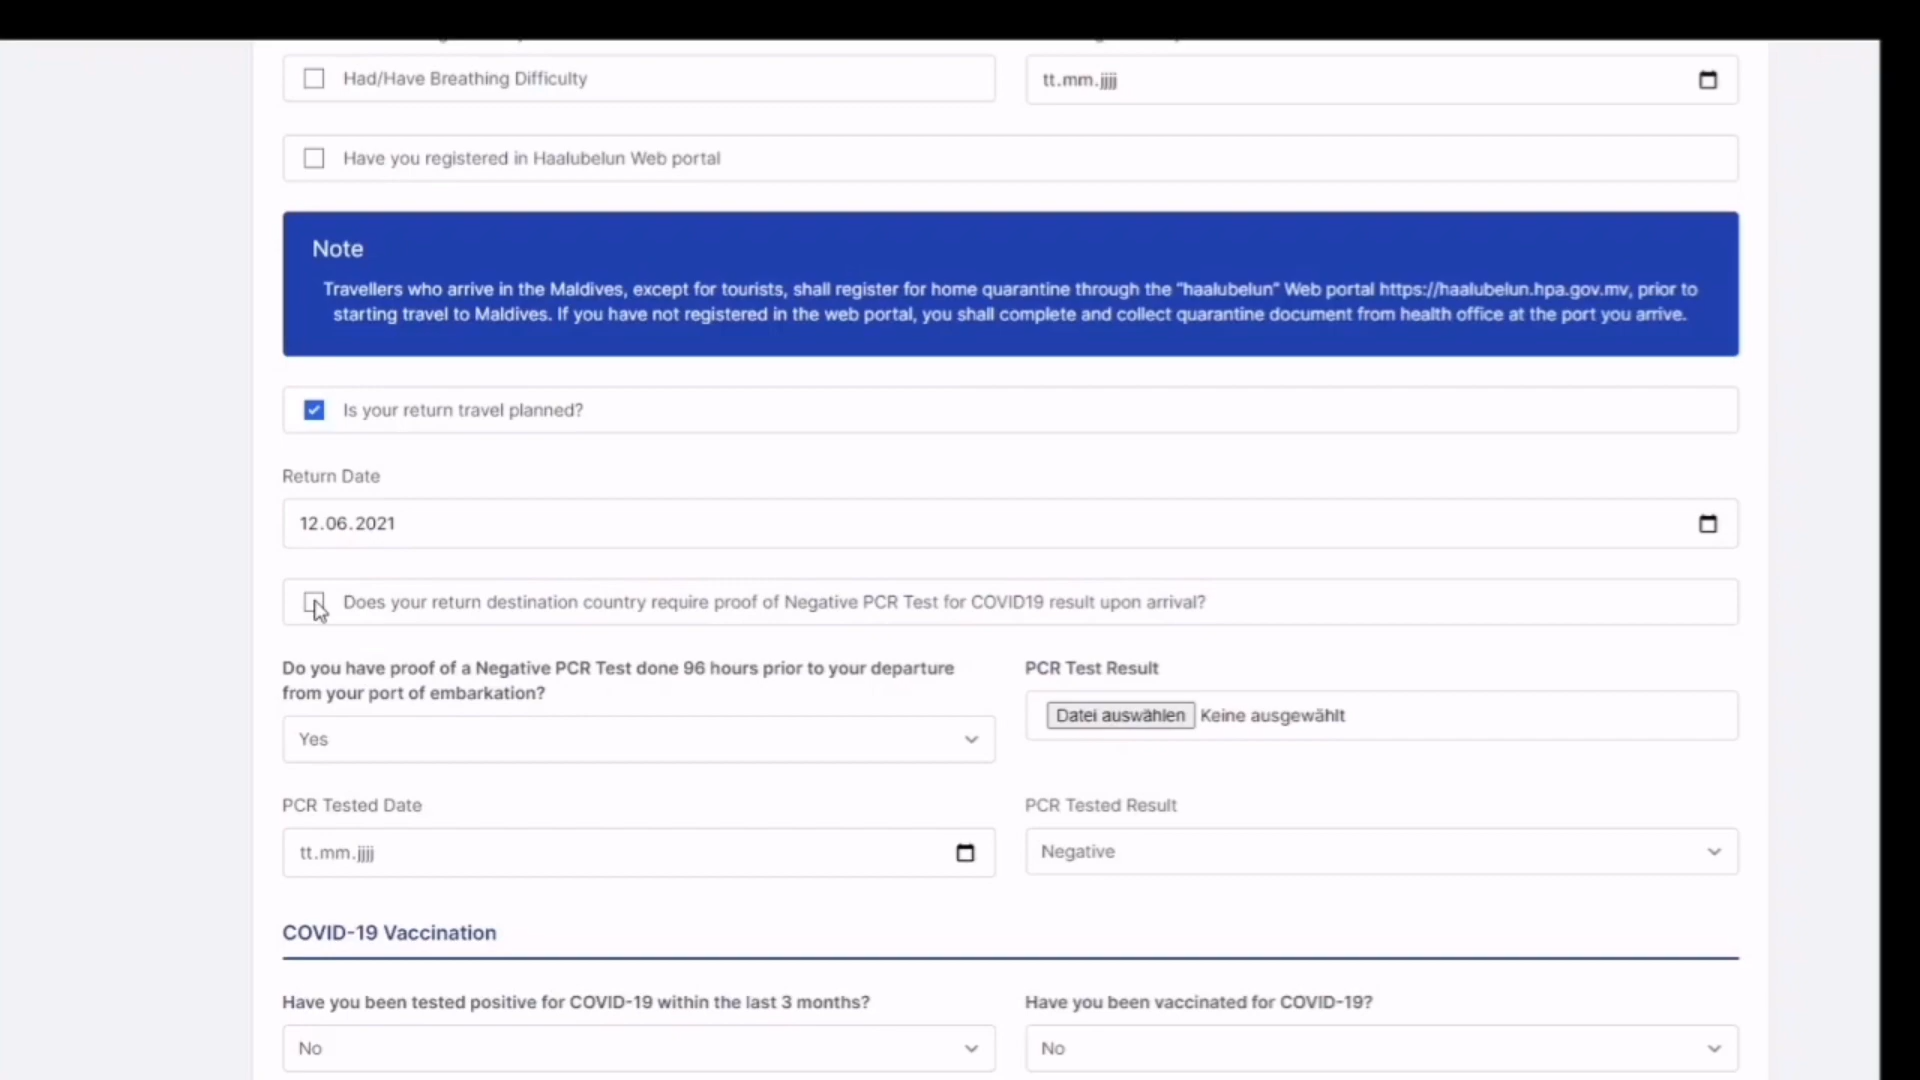 Had/Have Breathing Difficulty
tt.mm.jjjj
Have you registered in Haalubelun Web portal
Note
Travellers who arrive in the Maldives, except for tourists, shall register for home quarantine through the "haalubelun" Web portal https://haalubelun.hpa.gov.mv, prior to
starting travel to Maldives. If you have not registered in the web portal, you shall complete and collect quarantine document from health office at the port you arrive.
Is your return travel planned?
Return Date
12.06.2021
Does your return destination country require proof of Negative PCR Test for COVID19 result upon arrival?
Do you have proof of a Negative PCR Test done 96 hours prior to your departure
from your port of embarkation?
Yes
PCR Test Result
Datei auswählen Keine ausgewählt
PCR Tested Date
tt.mm.jjjj
PCR Tested Result
Negative
COVID-19 Vaccination
Have you been tested positive for COVID-19 within the last 3 months?
No
Have you been vaccinated for COVID-19?
No